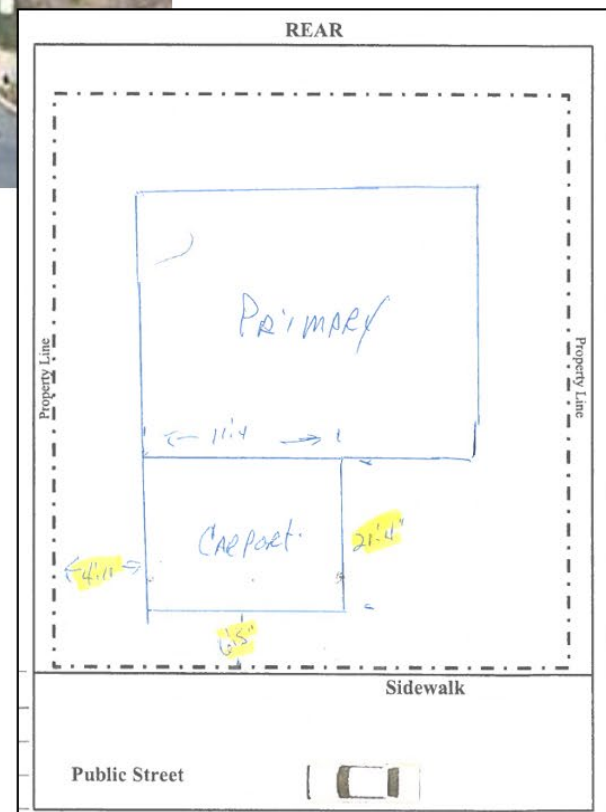 REAR
Property Line
Property Line
PRIMARY
11'.4
CARPORT.
21'.4"
4'.11
6'.5"
Sidewalk
Public Street